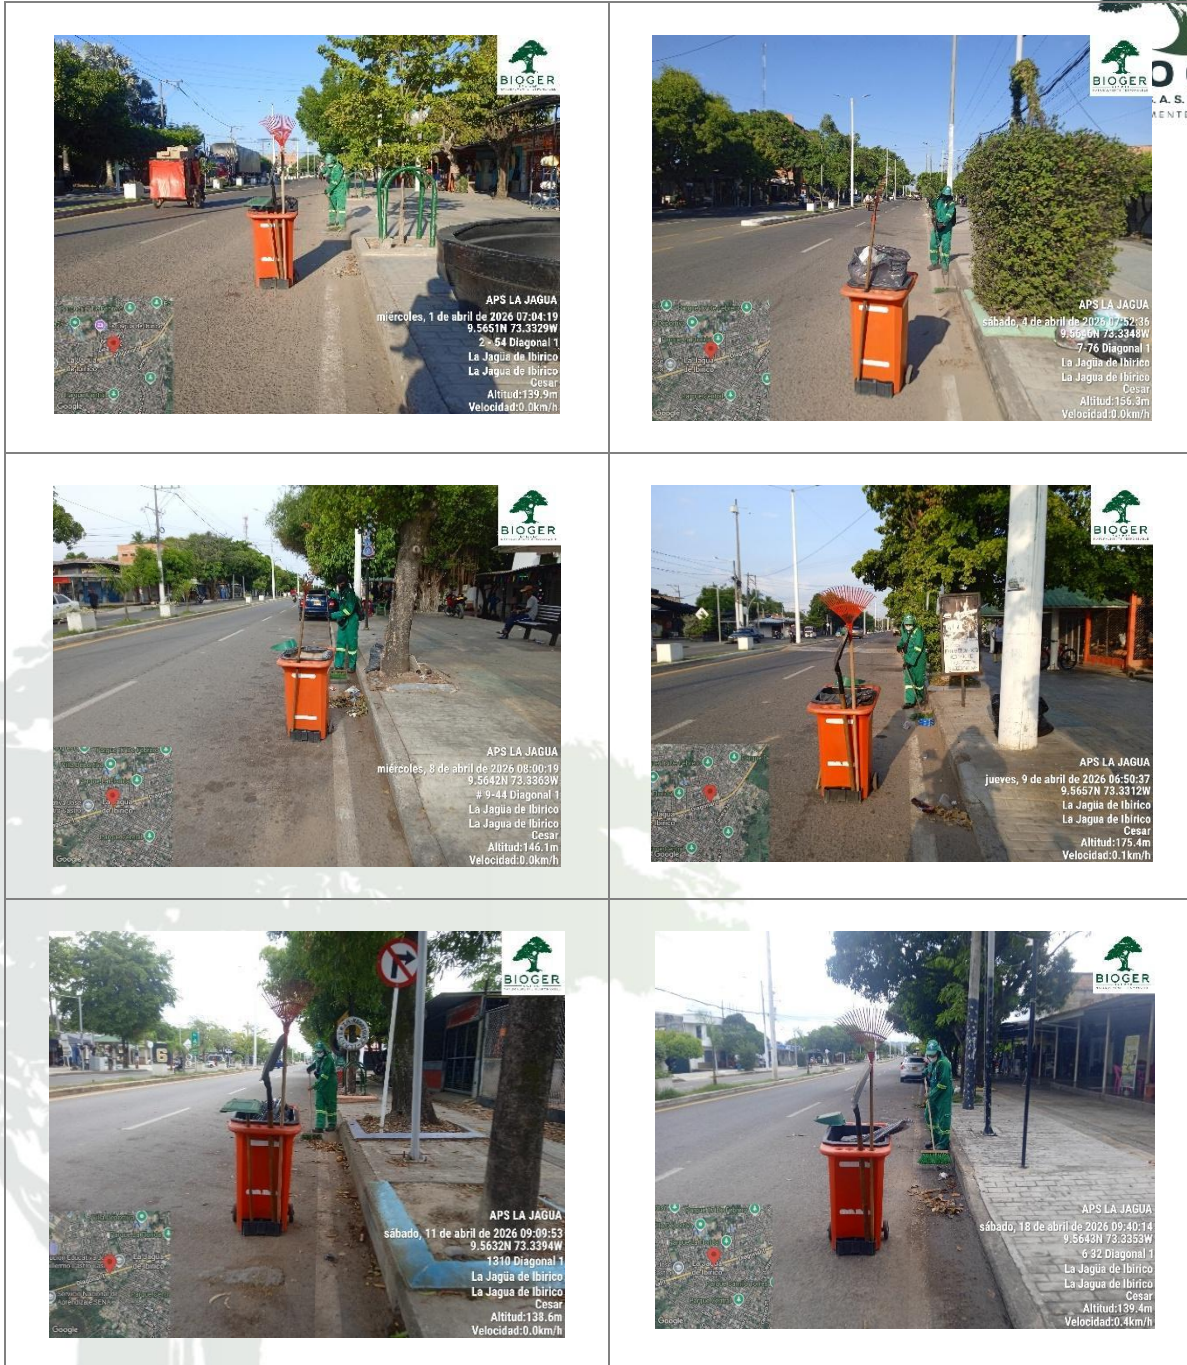 BIOGER
APS LA JAGUA
miércoles, 1 de abril de 2026 07:04:19
9.5651N 73.3329W
2 - 54 Diagonal 1
La Jagua de Ibirico
La Jagua de Ibirico
Cesar
Altitud:139.9m
Velocidad:0.0km/h
Google
BIOGER
A. S.
APS LA JAGUA
sábado, 4 de abril de 2026 07:52:36
9.5646N 73.3348W
7-76 Diagonal 1
La Jagua de Ibirico
La Jagua de Ibirico
Cesar
Altitud:156.3m
Velocidad:0.0km/h
Google
BIOGER
APS LA JAGUA
miércoles, 8 de abril de 2026 08:00:19
9.5642N 73.3363W
# 9-44 Diagonal 1
La Jagua de Ibirico
La Jagua de Ibirico
Cesar
Altitud:146.1m
Velocidad:0.0km/h
Google
BIOGER
APS LA JAGUA
jueves, 9 de abril de 2026 06:50:37
9.5657N 73.3312W
La Jagua de Ibirico
La Jagua de Ibirico
Cesar
Altitud:175.4m
Velocidad:0.1km/h
Google
BIOGER
6
APS LA JAGUA
sábado, 11 de abril de 2026 09:09:53
9.5632N 73.3394W
1310 Diagonal 1
La Jagua de Ibirico
La Jagua de Ibirico
Cesar
Altitud:138.6m
Velocidad:0.0km/h
Google
BIOGER
APS LA JAGUA
sábado, 18 de abril de 2026 09:40:14
9.5643N 73.3353W
6 32 Diagonal 1
La Jagua de Ibirico
La Jagua de Ibirico
Cesar
Altitud:139.4m
Velocidad:0.4km/h
Google